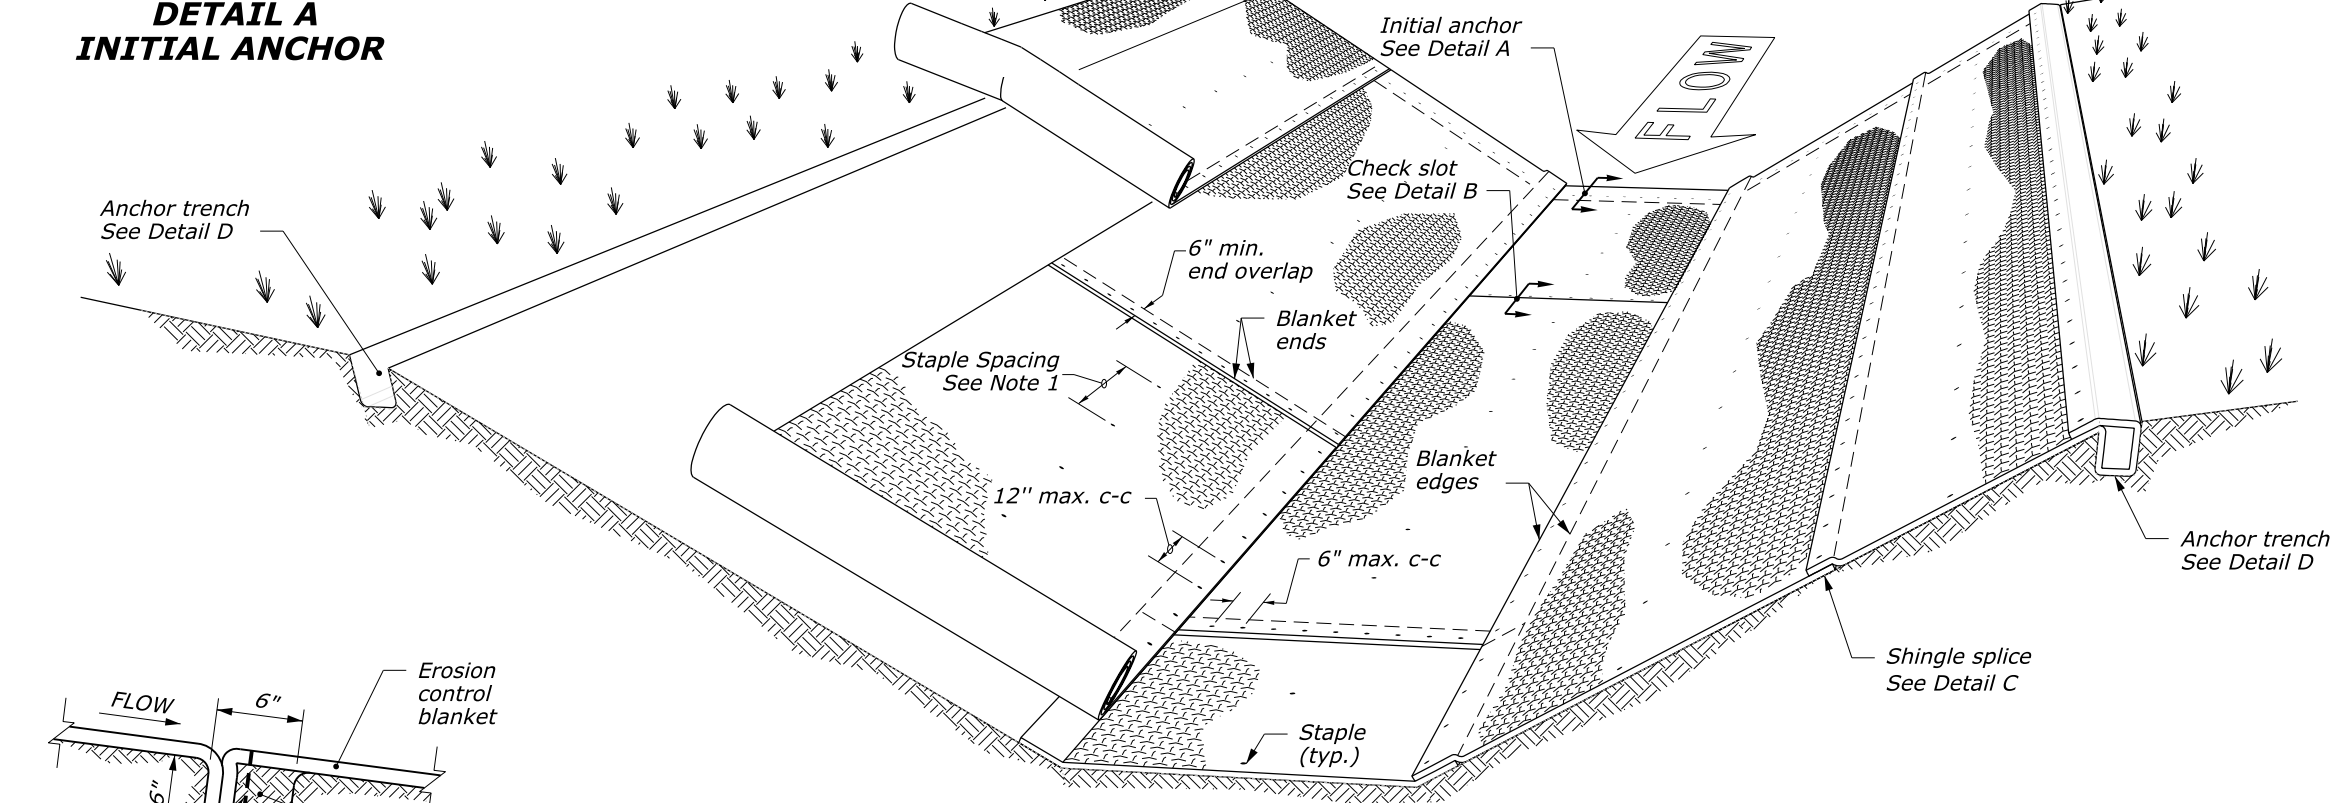 DETAIL A
INITIAL ANCHOR
Initial anchor
See Detail A
FLOW
Check slot
See Detail B
Anchor trench
See Detail D
6" min.
end overlap
Blanket
ends
Staple Spacing
See Note 1
Blanket
edges
12'' max. c-c
6" max. c-c
Anchor trench
See Detail D
Shingle splice
See Detail C
Staple
(typ.)
Erosion
control
blanket
FLOW
6"
6"